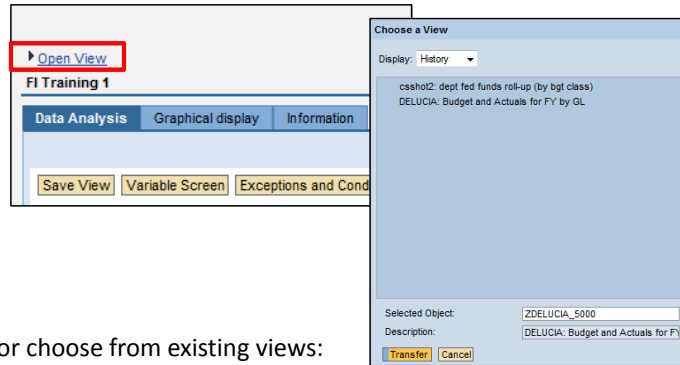 Open View
FI Training 1
Data Analysis Graphical display Information
Save View Variable Screen Exceptions and Cond
Choose a View
Display: History
csshot2: dept fed funds roll-up (by bgt class)
DELUCIA: Budget and Actuals for FY by GL
Selected Object: ZDELUCIA_5000
Description: DELUCIA: Budget and Actuals for FY
Transfer Cancel
or choose from existing views: